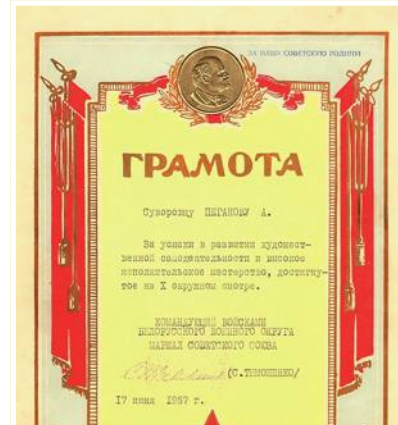 ЗА НАШУ СОВЕТСКУЮ РОДИНУ!
ГРАМОТА
Суворовцу ПЕГАНОВУ А.
За успехи в развитии художест-
венной самодеятельности и высокое
исполнительское мастерство, достигну-
тое на X окружном смотре.
КОМАНДУЮЩИЙ ВОЙСКАМИ
БЕЛОРУССКОГО ВОЕННОГО ОКРУГА
МАРШАЛ СОВЕТСКОГО СОЮЗА
(С.ТИМОШЕНКО/
17 июня 1957 г.